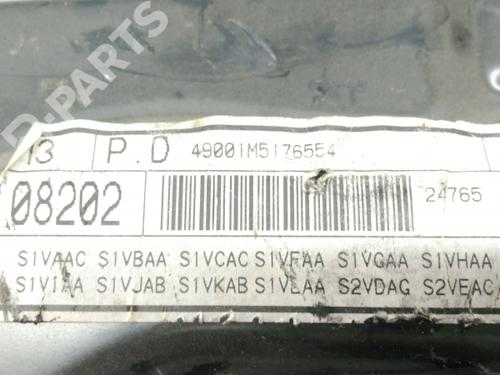 D-PARTS
13 P.D 49001M5176554
08202 24765
S1VAAC S1VBAA S1VCAC S1VFAA S1VGAA S1VHAA
S1VIAA S1VJAB S1VKAB S1VLAA S2VDAG S2VEAC